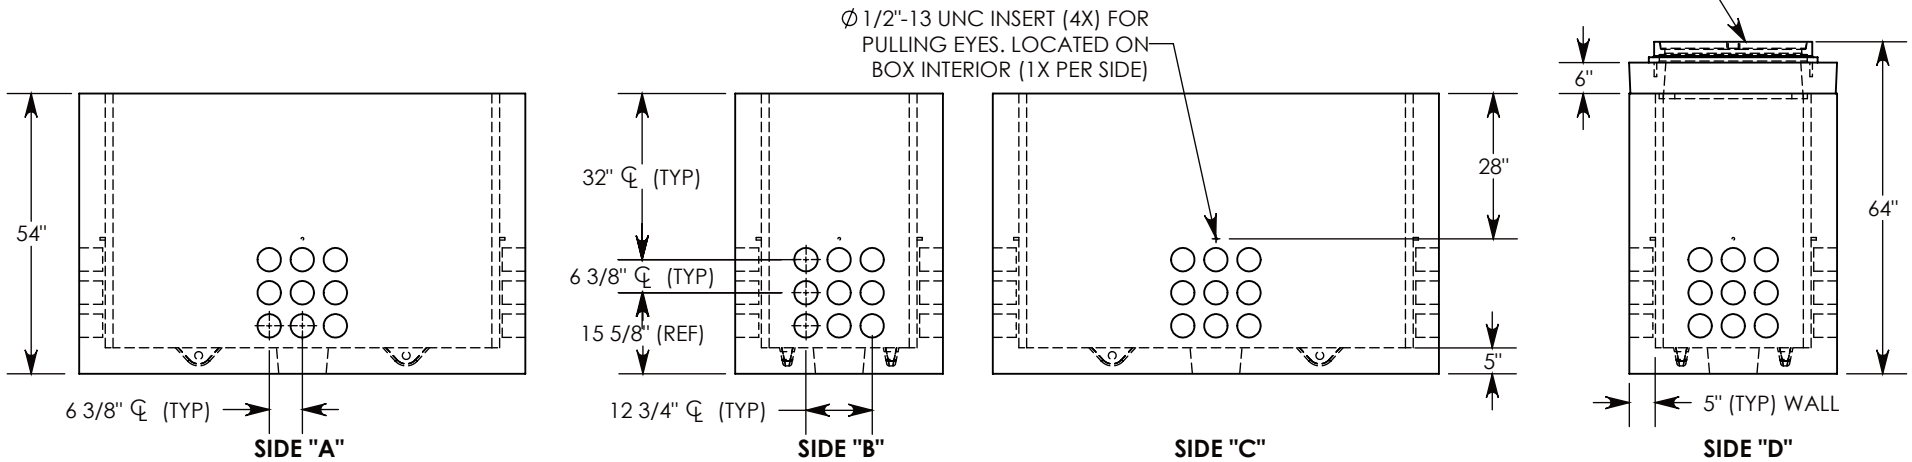 Ø 1/2"-13 UNC INSERT (4X) FOR
PULLING EYES. LOCATED ON
BOX INTERIOR (1X PER SIDE)
6"
54"
32" ℄ (TYP)
28"
64"
6 3/8" ℄ (TYP)
15 5/8" (REF)
5"
6 3/8" ℄ (TYP)
12 3/4" ℄ (TYP)
5" (TYP) WALL
SIDE "A"
SIDE "B"
SIDE "C"
SIDE "D"